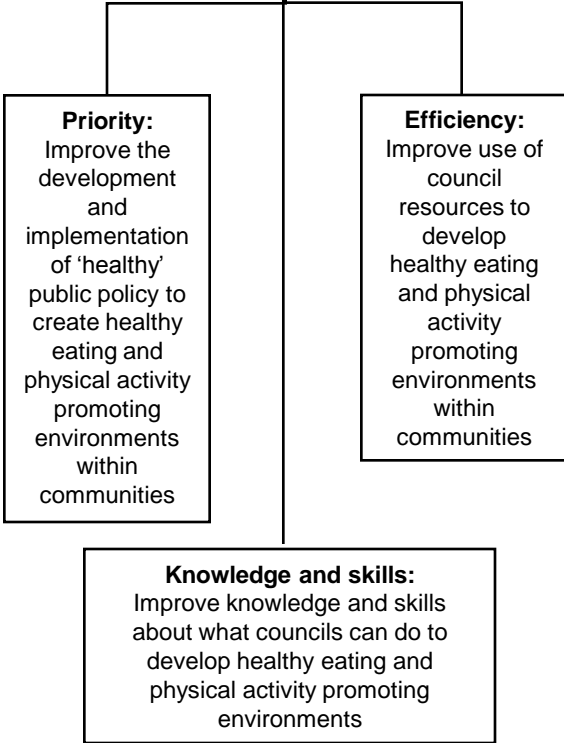 Priority:
Improve the
development
and
implementation
of ‘healthy’
public policy to
create healthy
eating and
physical activity
promoting
environments
within
communities
Efficiency:
Improve use of
council
resources to
develop
healthy eating
and physical
activity
promoting
environments
within
communities
Knowledge and skills:
Improve knowledge and skills
about what councils can do to
develop healthy eating and
physical activity promoting
environments